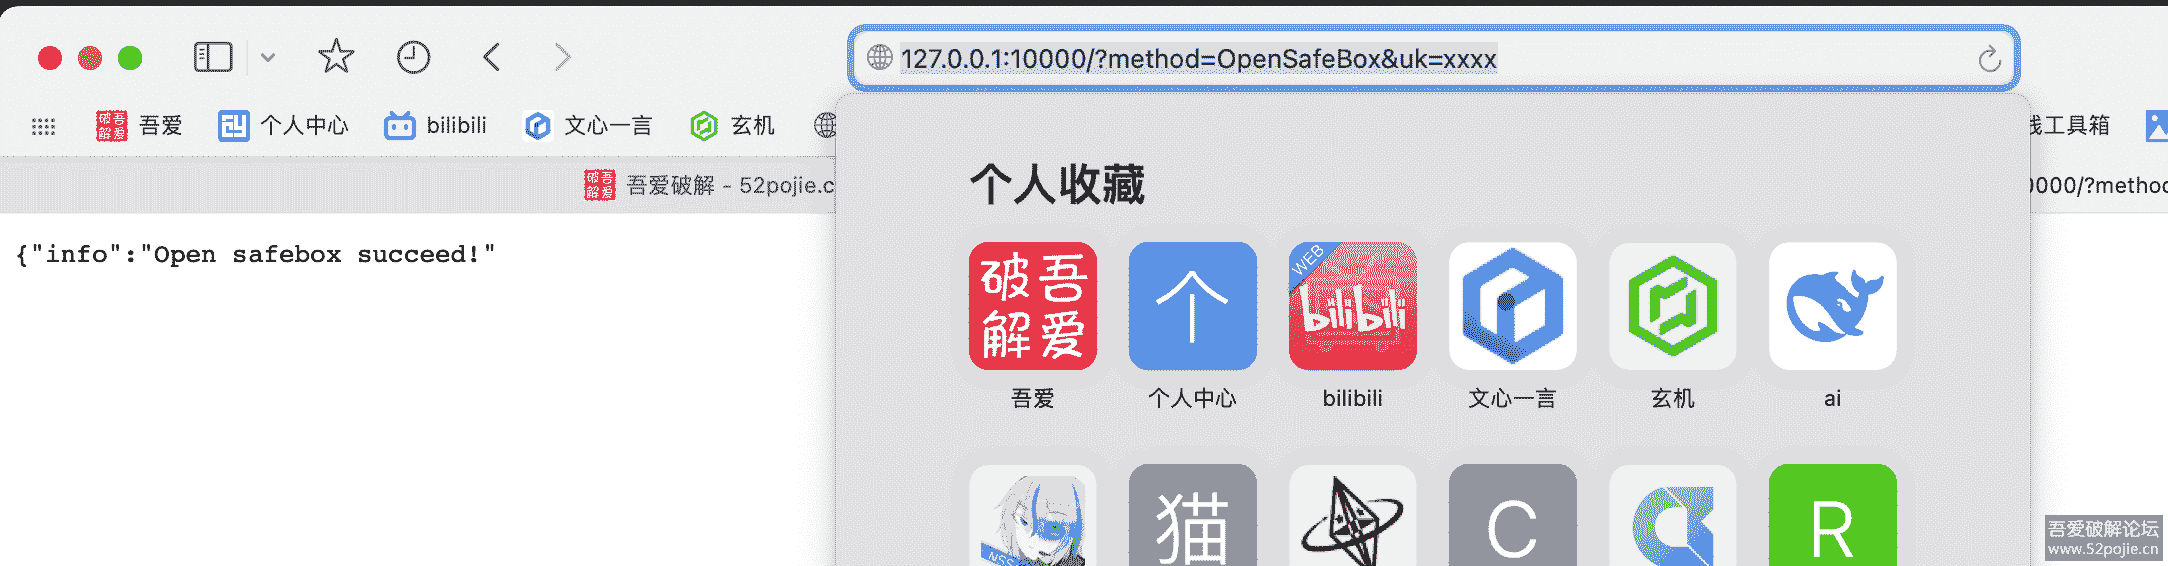 127.0.0.1:10000/?method=OpenSafeBox&uk=xxxx
吾爱 个人中心 bilibili 文心一言 玄机 线工具箱
吾爱破解 - 52pojie.c 0000/?metho
{"info":"Open safebox succeed!"
个人收藏
破吾
解爱
个
WEB
bilibili
吾爱 个人中心 bilibili 文心一言 玄机 ai
NSS
猫
C
R
吾爱破解论坛
www.52pojie.cn